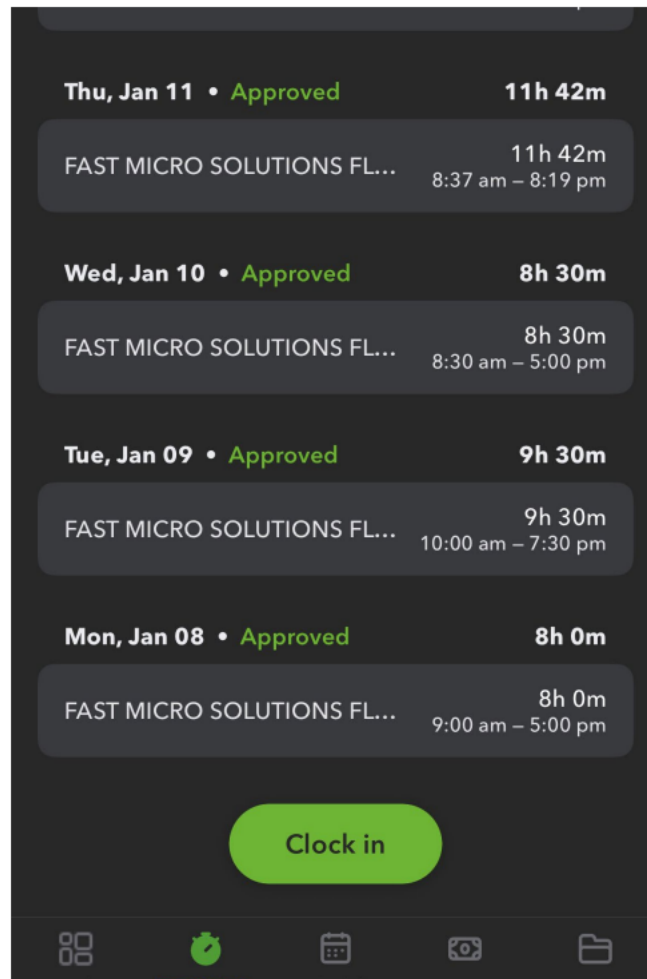 Thu, Jan 11 • Approved 11h 42m
FAST MICRO SOLUTIONS FL... 11h 42m
8:37 am – 8:19 pm
Wed, Jan 10 • Approved 8h 30m
FAST MICRO SOLUTIONS FL... 8h 30m
8:30 am – 5:00 pm
Tue, Jan 09 • Approved 9h 30m
FAST MICRO SOLUTIONS FL... 9h 30m
10:00 am – 7:30 pm
Mon, Jan 08 • Approved 8h 0m
FAST MICRO SOLUTIONS FL... 8h 0m
9:00 am – 5:00 pm
Clock in